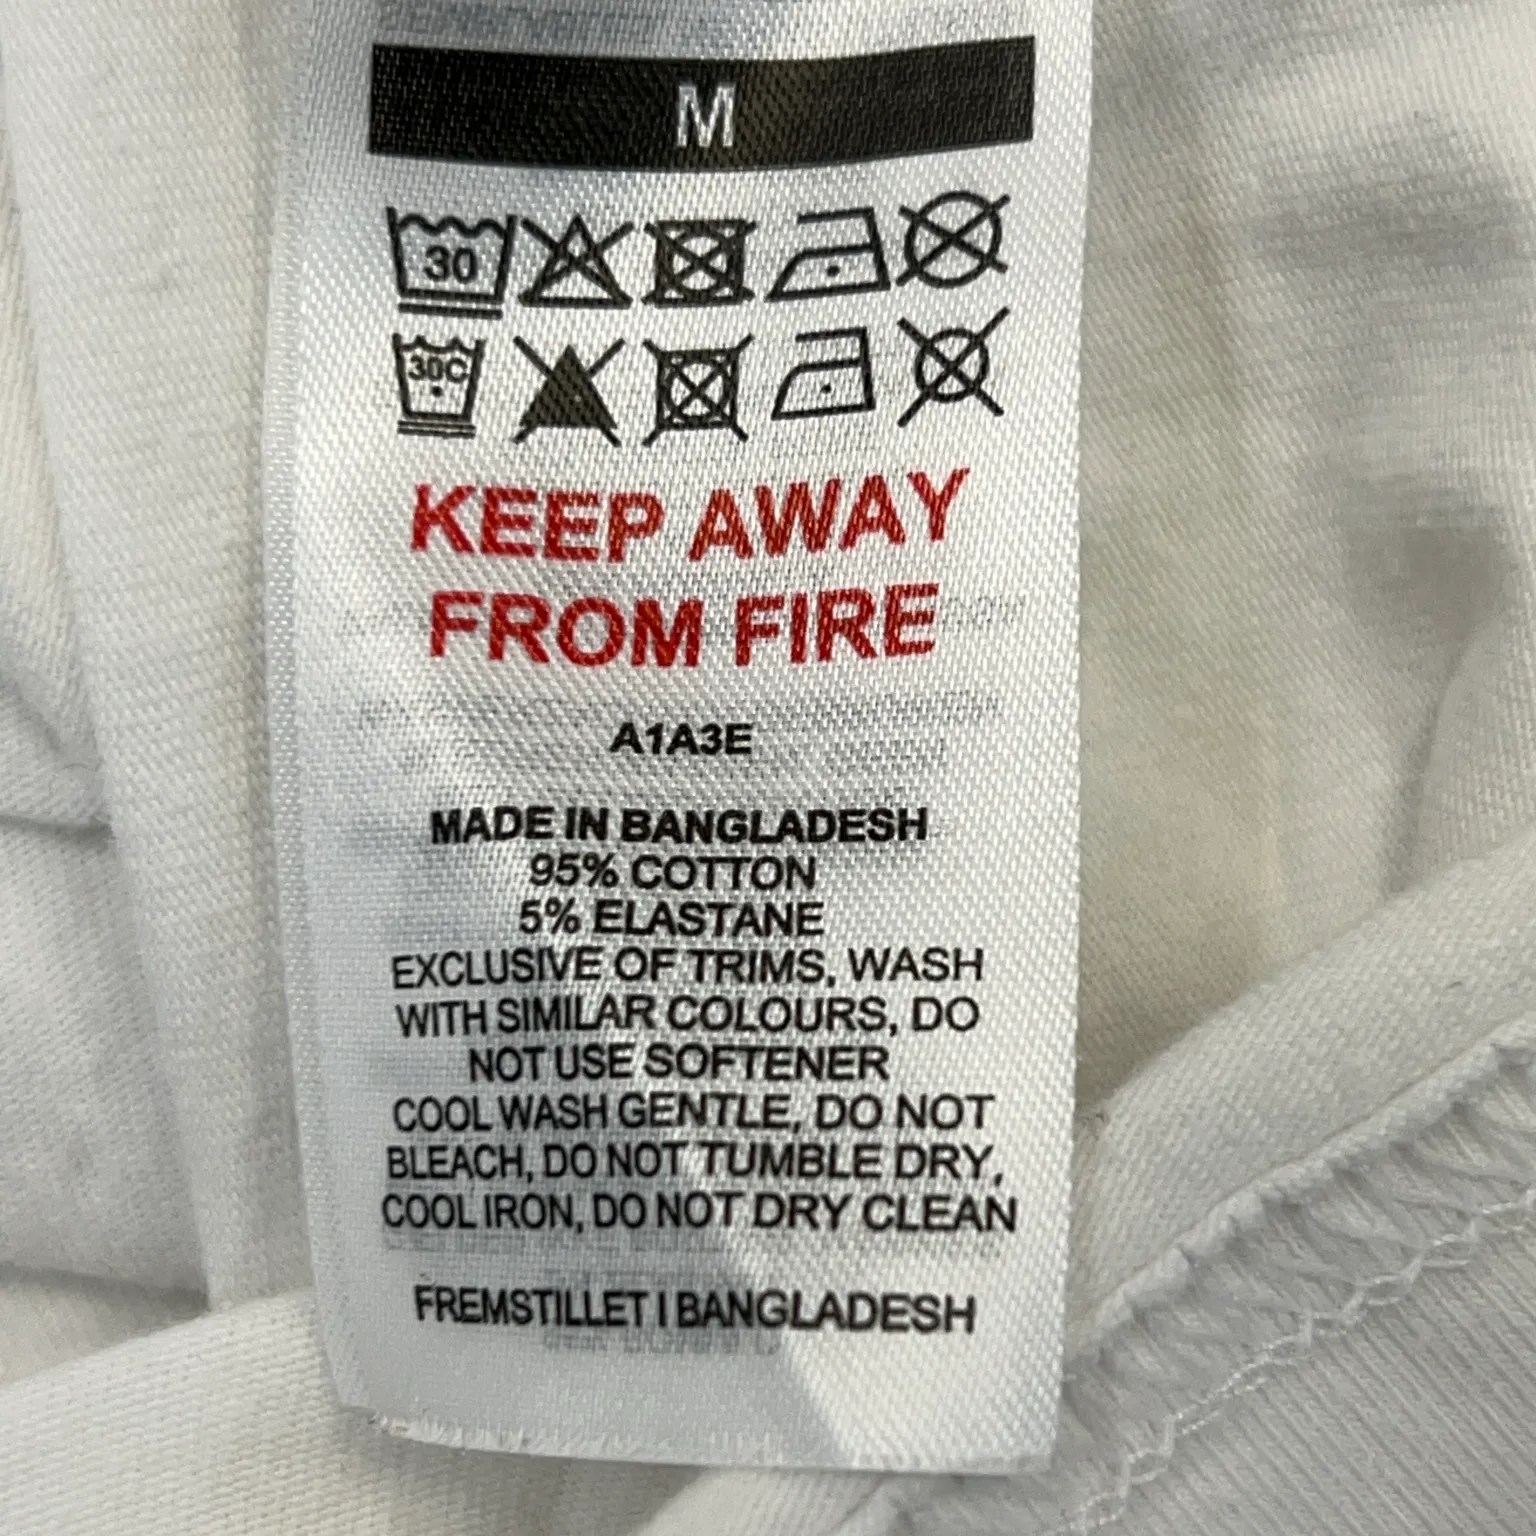 M
30
30C
KEEP AWAY
FROM FIRE
A1A3E
MADE IN BANGLADESH
95% COTTON
5% ELASTANE
EXCLUSIVE OF TRIMS, WASH
WITH SIMILAR COLOURS, DO
NOT USE SOFTENER
COOL WASH GENTLE, DO NOT
BLEACH, DO NOT TUMBLE DRY,
COOL IRON, DO NOT DRY CLEAN
FREMSTILLET I BANGLADESH